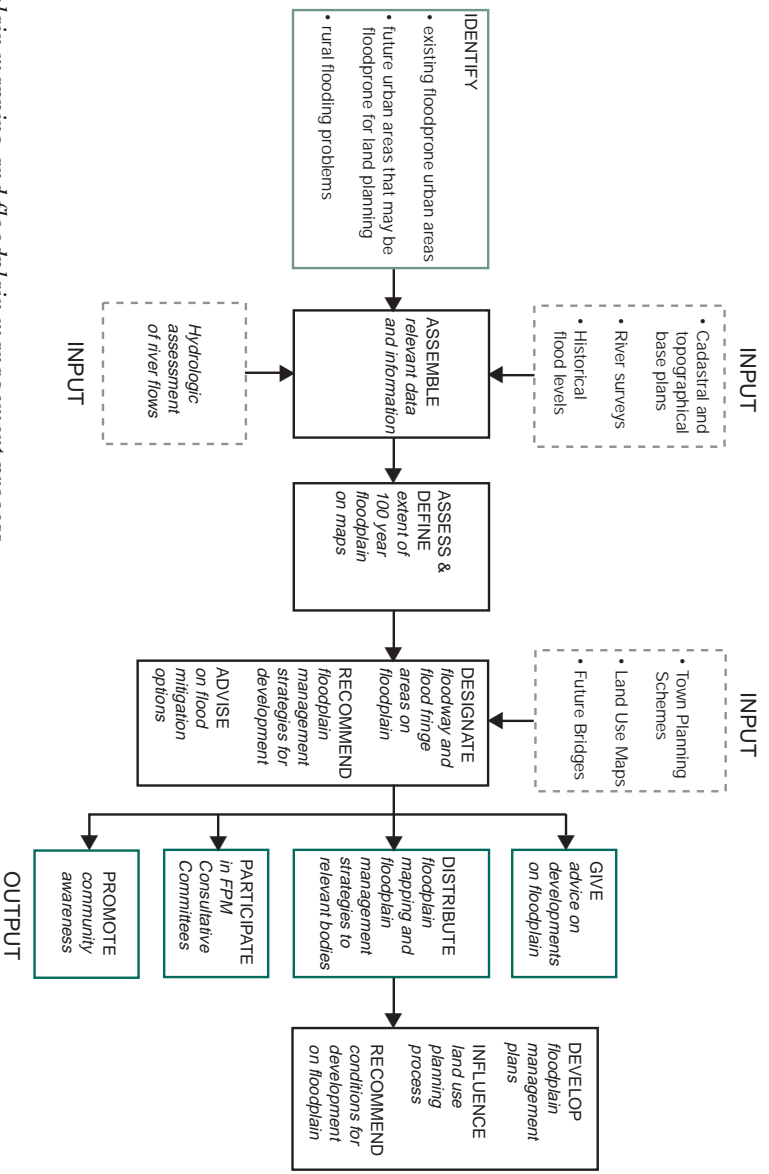 IDENTIFY
• existing floodprone urban areas
• future urban areas that may be
floodprone for land planning
• rural flooding problems
INPUT
• Cadastral and
topographical
base plans
• River surveys
• Historical
flood levels
ASSEMBLE
relevant data
and information
Hydrologic
assessment
of river flows
INPUT
ASSESS &
DEFINE
extent of
100 year
floodplain
on maps
INPUT
• Town Planning
Schemes
• Land Use Maps
• Future Bridges
DESIGNATE
floodway and
flood fringe
areas on
floodplain
RECOMMEND
floodplain
management
strategies for
development
ADVISE
on flood
mitigation
options
GIVE
advice on
developments
on floodplain
DISTRIBUTE
floodplain
mapping and
floodplain
management
strategies to
relevant bodies
PARTICIPATE
in FPM
Consultative
Committees
PROMOTE
community
awareness
OUTPUT
DEVELOP
floodplain
management
plans
INFLUENCE
land use
planning
process
RECOMMEND
conditions for
development
on floodplain